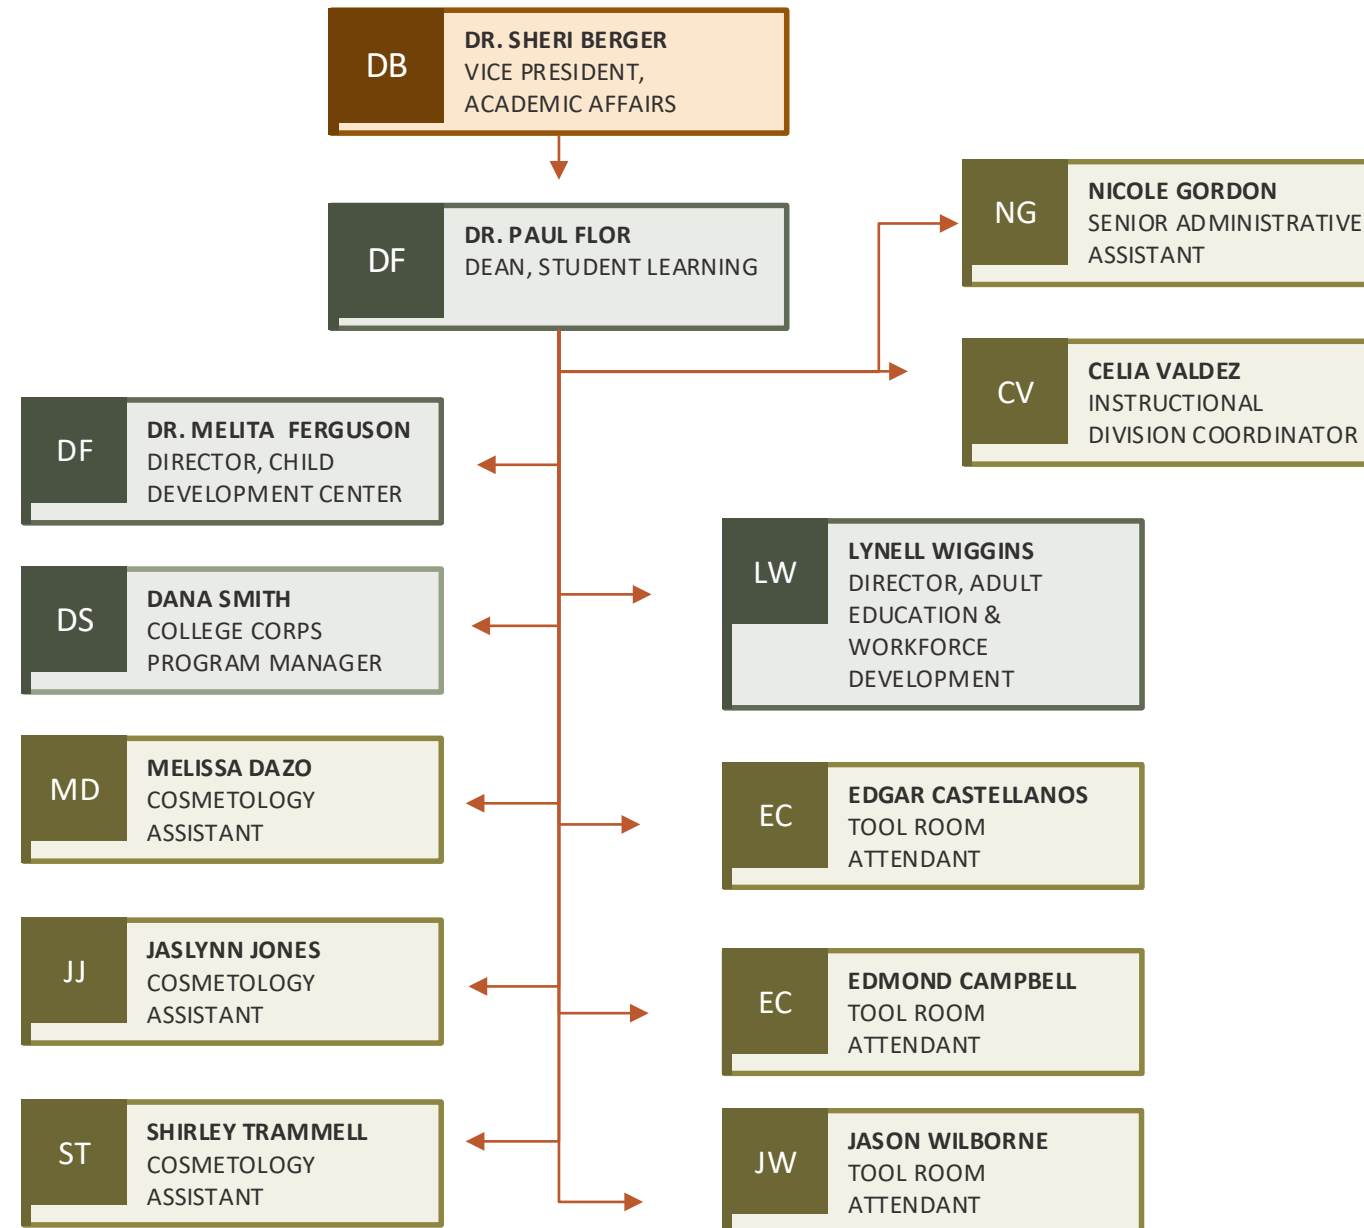 DB
DR. SHERI BERGER
VICE PRESIDENT,
ACADEMIC AFFAIRS
DF
DR. PAUL FLOR
DEAN, STUDENT LEARNING
NG
NICOLE GORDON
SENIOR ADMINISTRATIVE
ASSISTANT
CV
CELIA VALDEZ
INSTRUCTIONAL
DIVISION COORDINATOR
DF
DR. MELITA FERGUSON
DIRECTOR, CHILD
DEVELOPMENT CENTER
LW
LYNELL WIGGINS
DIRECTOR, ADULT
EDUCATION &
WORKFORCE
DEVELOPMENT
DS
DANA SMITH
COLLEGE CORPS
PROGRAM MANAGER
MD
MELISSA DAZO
COSMETOLOGY
ASSISTANT
EC
EDGAR CASTELLANOS
TOOL ROOM
ATTENDANT
JJ
JASLYNN JONES
COSMETOLOGY
ASSISTANT
EC
EDMOND CAMPBELL
TOOL ROOM
ATTENDANT
ST
SHIRLEY TRAMMELL
COSMETOLOGY
ASSISTANT
JW
JASON WILBORNE
TOOL ROOM
ATTENDANT